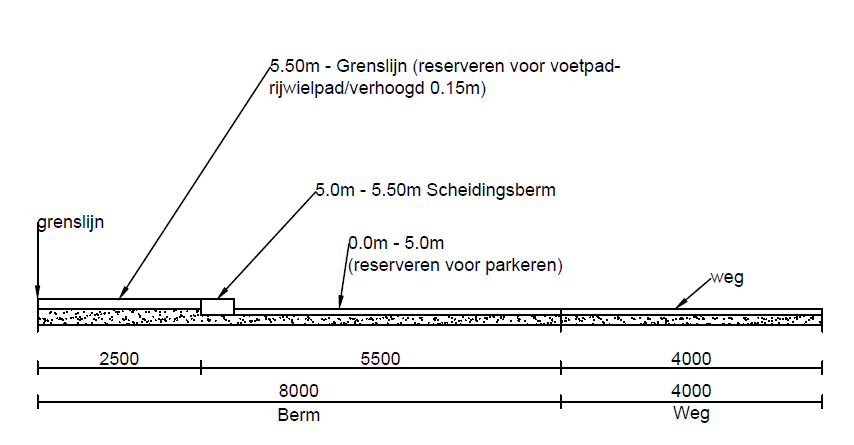 5.50m - Grenslijn (reserveren voor voetpad-
rijwielpad/verhoogd 0.15m)
5.0m - 5.50m Scheidingsberm
grenslijn
0.0m - 5.0m
(reserveren voor parkeren)
weg
2500
5500
4000
8000
4000
Berm
Weg